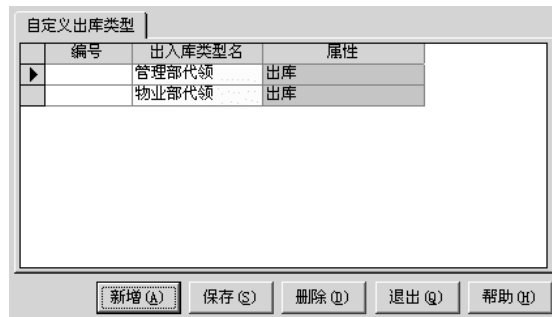 自定义出库类型
编号 出入库类型名 属性
管理部代领 出库
物业部代领 出库
新增(A) 保存(S) 删除(D) 退出(Q) 帮助(H)